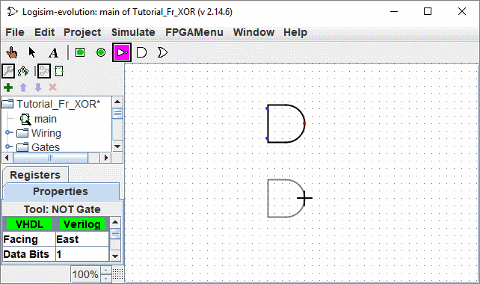 Logisim-evolution: main of Tutorial_Fr_XOR (v 2.14.6)
File Edit Project Simulate FPGAMenu Window Help
A
Tutorial_Fr_XOR*
main
Wiring
Gates
Registers
Properties
Tool: NOT Gate
VHDL Verilog
Facing East
Data Bits 1
100%